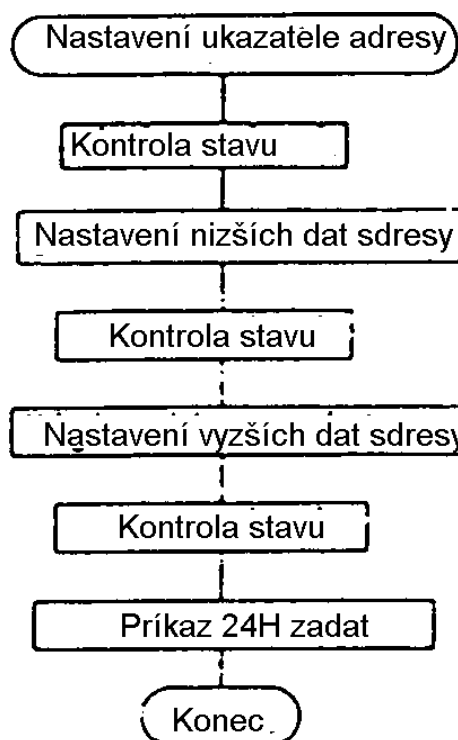 Nastavení ukazatele adresy
Kontrola stavu
Nastavení nizších dat sdresy
Kontrola stavu
Nastavení vyzších dat sdresy
Kontrola stavu
Príkaz 24H zadat
Konec